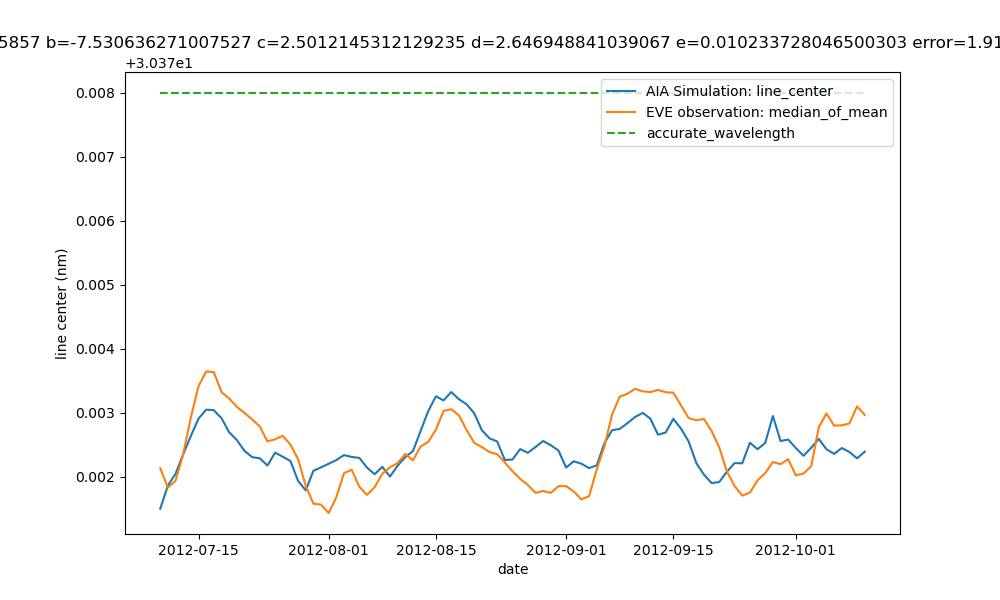 5857 b=-7.530636271007527 c=2.5012145312129235 d=2.646948841039067 e=0.010233728046500303 error=1.91
+3.037e1
0.008
0.007
0.006
0.005
0.004
0.003
0.002
line center (nm)
AIA Simulation: line_center
EVE observation: median_of_mean
accurate_wavelength
2012-07-15 2012-08-01 2012-08-15 2012-09-01 2012-09-15 2012-10-01
date